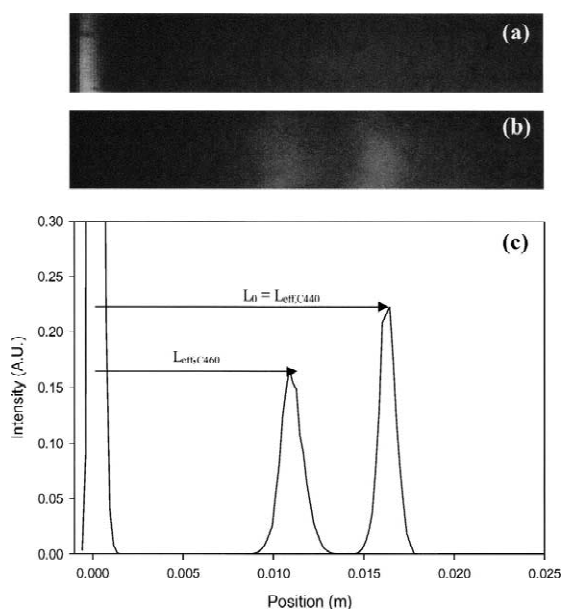 (a)
(b)
(c)
0.30
0.25
0.20
0.15
0.10
0.05
0.00
Intensity (A.U.)
L₀ = Leff,C440
Leff,C460
0.000 0.005 0.010 0.015 0.020 0.025
Position (m)